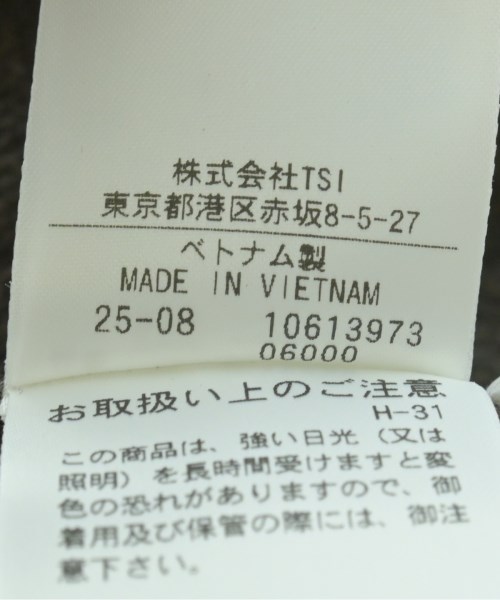 株式会社TSI
東京都港区赤坂8-5-27
ベトナム製
MADE IN VIETNAM
25-08 10613973
06000
お取扱い上のご注意
H-31
この商品は、強い日光（又は
照明）を長時間受けますと変
色の恐れがありますので、御
着用及び保管の際には、御注
意下さい。